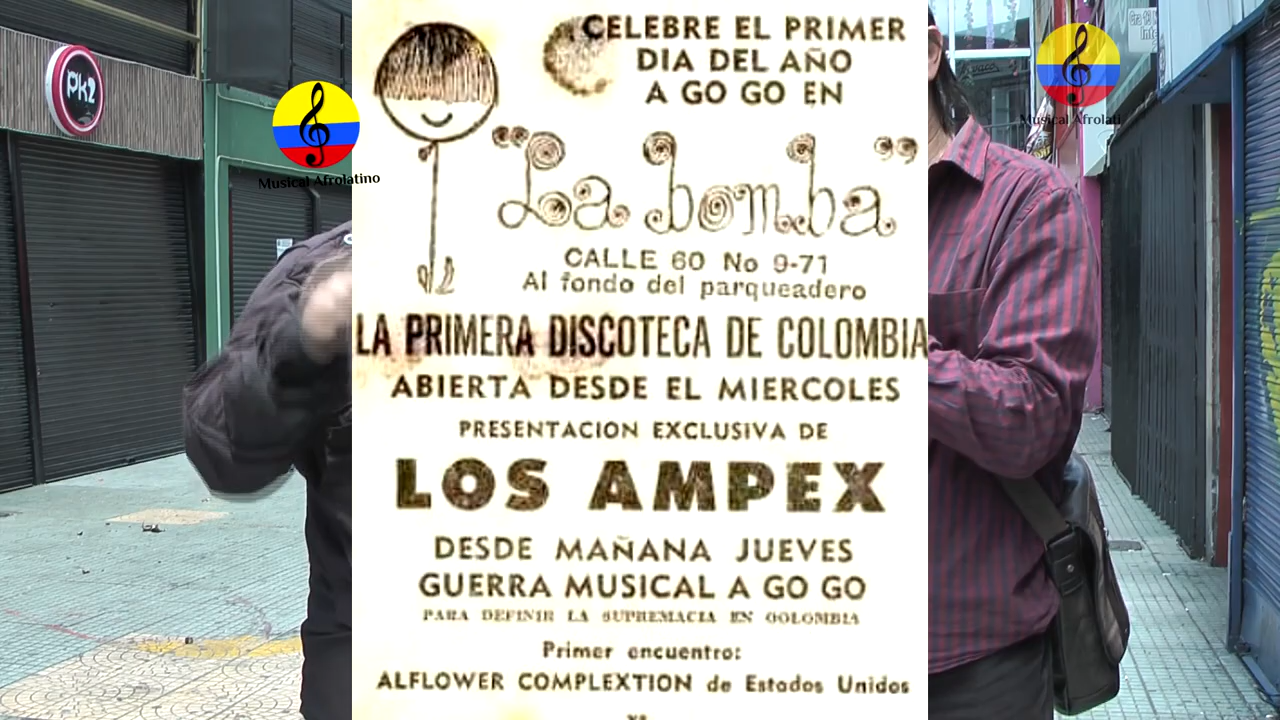 CELEBRE EL PRIMER
DIA DEL AÑO
A GO GO EN
"La bomba"
CALLE 60 No 9-71
Al fondo del parqueadero
LA PRIMERA DISCOTECA DE COLOMBIA
ABIERTA DESDE EL MIERCOLES
PRESENTACION EXCLUSIVA DE
LOS AMPEX
DESDE MAÑANA JUEVES
GUERRA MUSICAL A GO GO
PARA DEFINIR LA SUPREMACIA EN COLOMBIA
Primer encuentro:
ALFLOWER COMPLEXTION de Estados Unidos
PK2
Musical Afrolatino
Musical Afrolati